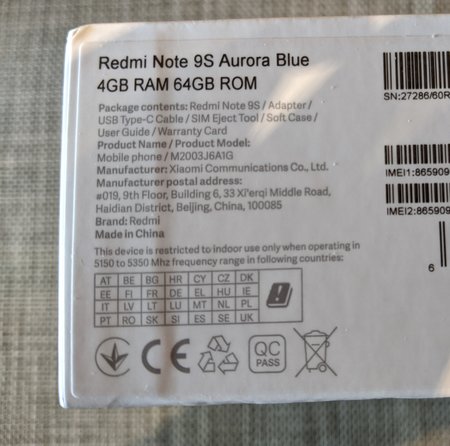 Redmi Note 9S Aurora Blue
4GB RAM 64GB ROM
Package contents: Redmi Note 9S / Adapter /
USB Type-C Cable / SIM Eject Tool / Soft Case /
User Guide / Warranty Card
Product Name / Product Model:
Mobile phone / M2003J6A1G
Manufacturer: Xiaomi Communications Co., Ltd.
Manufacturer postal address:
#019, 9th Floor, Building 6, 33 Xi'erqi Middle Road,
Haidian District, Beijing, China, 100085
Brand: Redmi
Made in China
This device is restricted to indoor use only when operating in
5150 to 5350 Mhz frequency range in following countries:
AT BE BG HR CY CZ DK
EE FI FR DE EL HU IE
IT LV LT LU MT NL PL
PT RO SK SI ES SE UK
CE QC
PASS
SN:27286/60R
IMEI1:865909
IMEI2:865909
6